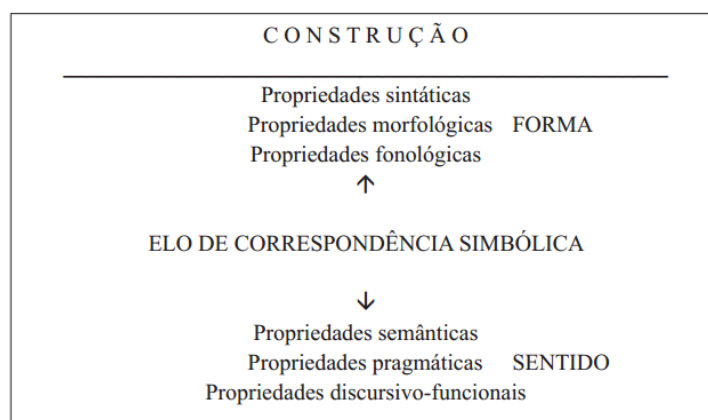 CONSTRUÇÃO
Propriedades sintáticas
Propriedades morfológicas FORMA
Propriedades fonológicas
↑
ELO DE CORRESPONDÊNCIA SIMBÓLICA
↓
Propriedades semânticas
Propriedades pragmáticas SENTIDO
Propriedades discursivo-funcionais